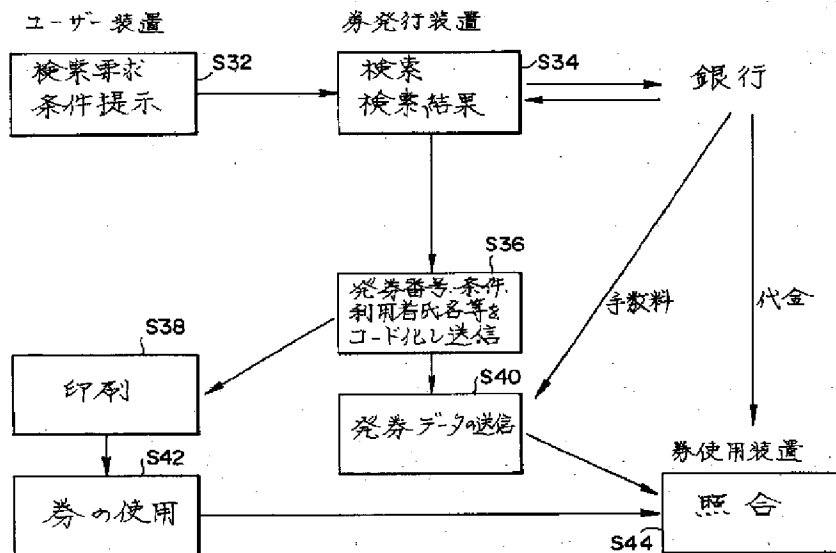 ユーザー装置
券発行装置
S32
検索要求
条件提示
S34
検索
検索結果
銀行
S36
発券番号、条件、
利用者氏名等を
コード化し送信
手数料
代金
S38
印刷
S40
発券データの送信
S42
券の使用
券使用装置
照合
S44